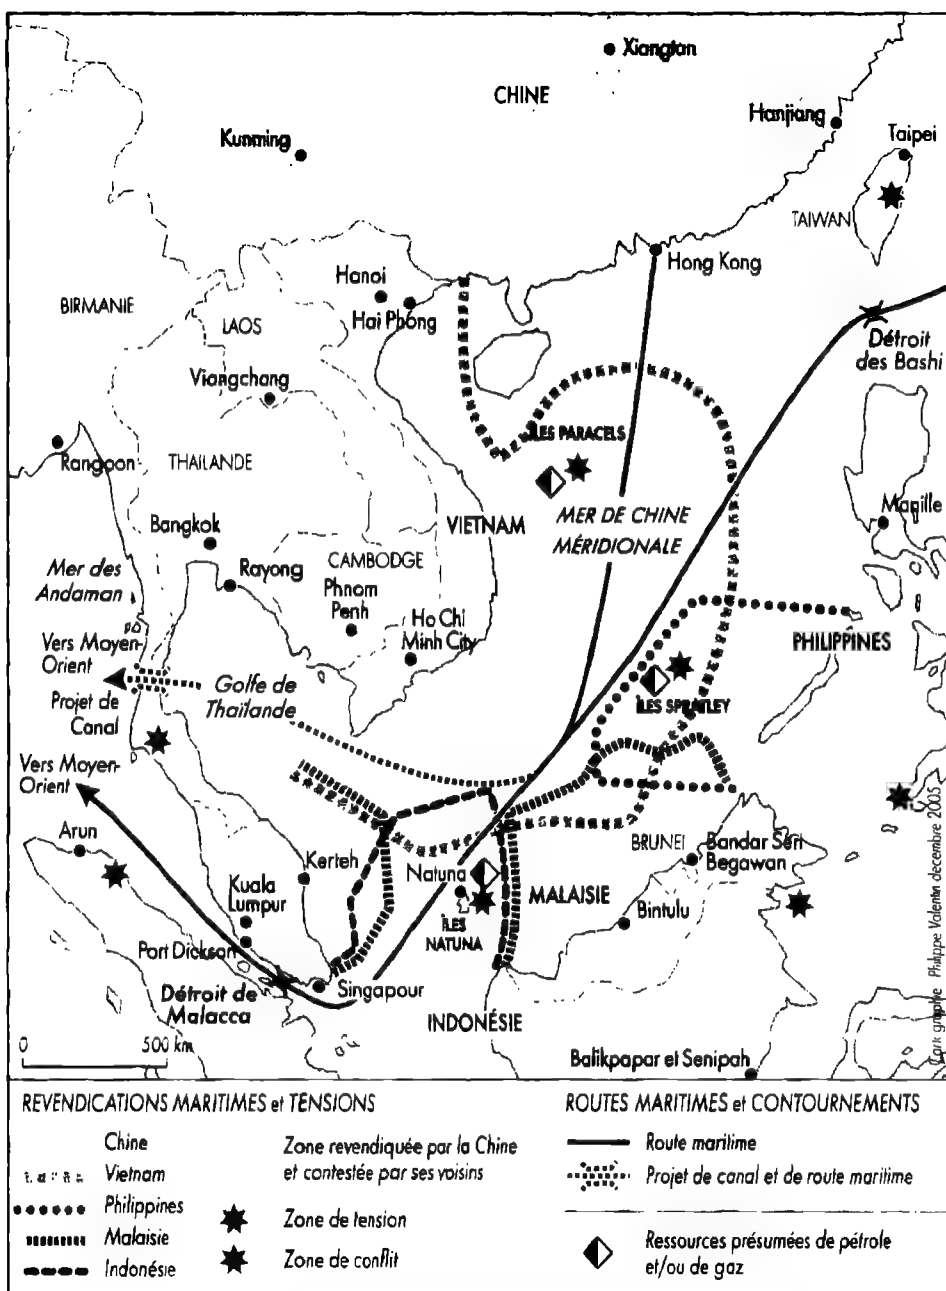 Xiangtan
CHINE
Hanjiang
Kunming
Taipei
TAIWAN
Hong Kong
Hanoi
Hai Phong
BIRMANIE
LAOS
Détroit
des Bashi
Viangchang
ÎLES PARACELS
Rangoon
THAILANDE
Manille
Bangkok
VIETNAM
MER DE CHINE
MÉRIDIONALE
Mer des
Andaman
Rayong
CAMBODGE
Phnom
Penh
Ho Chi
Minh City
Vers Moyen-
Orient
PHILIPPINES
Golfe de
Thaïlande
Projet de
Canal
ÎLES SPRATLEY
Vers Moyen-
Orient
Arun
BRUNEI
Bandar Seri
Begawan
Kerteh
Natuna
MALAISIE
Kuala
Lumpur
Bintulu
ÎLES
NATUNA
Port Dickson
Détroit de
Malacca
Singapour
INDONÉSIE
0 500 km
Balikpapar et Senipah
Cark graphie Philippe Valentin décembre 2005
REVENDICATIONS MARITIMES et TENSIONS
Chine
Vietnam
Philippines
Malaisie
Indonésie
Zone revendiquée par la Chine
et contestée par ses voisins
Zone de tension
Zone de conflit
ROUTES MARITIMES et CONTOURNEMENTS
Route maritime
Projet de canal et de route maritime
Ressources présumées de pétrole
et/ou de gaz